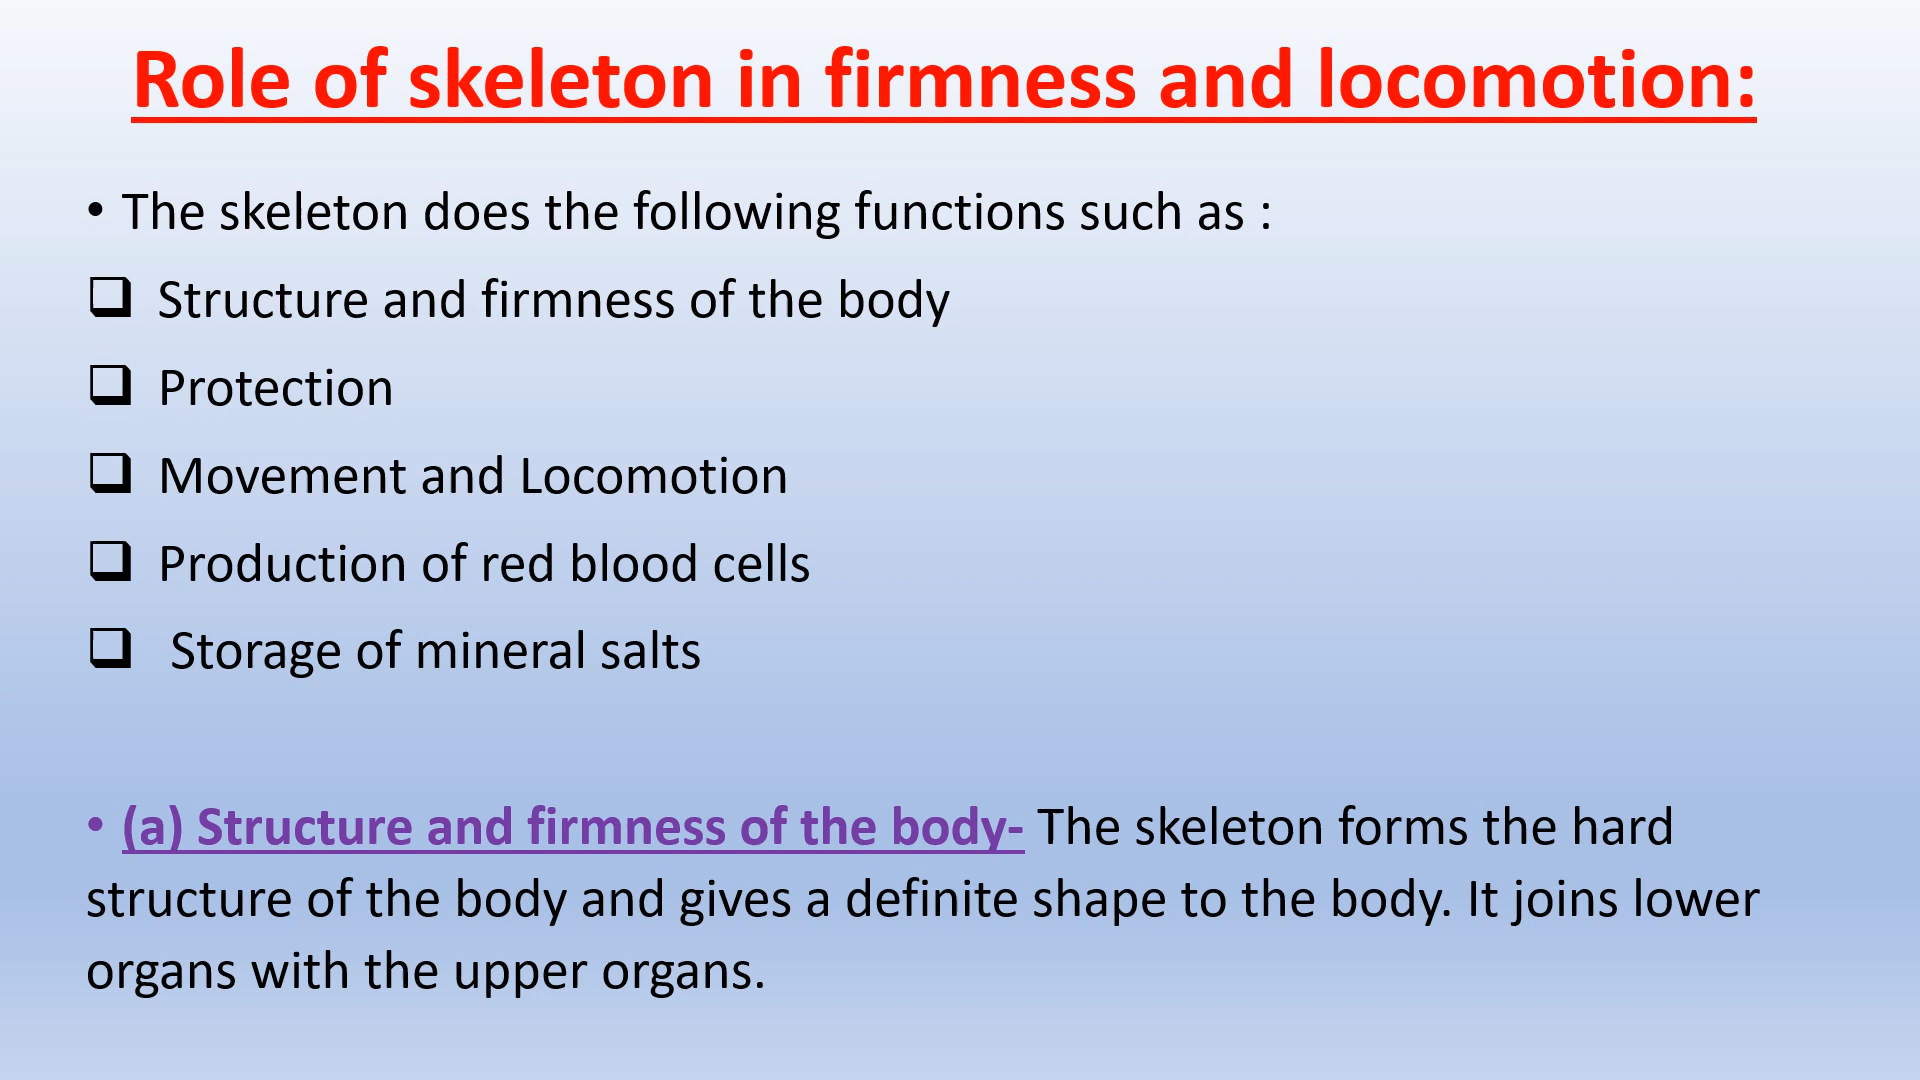 Role of skeleton in firmness and locomotion:
• The skeleton does the following functions such as :
❑ Structure and firmness of the body
❑ Protection
❑ Movement and Locomotion
❑ Production of red blood cells
❑ Storage of mineral salts
• (a) Structure and firmness of the body- The skeleton forms the hard
structure of the body and gives a definite shape to the body. It joins lower
organs with the upper organs.